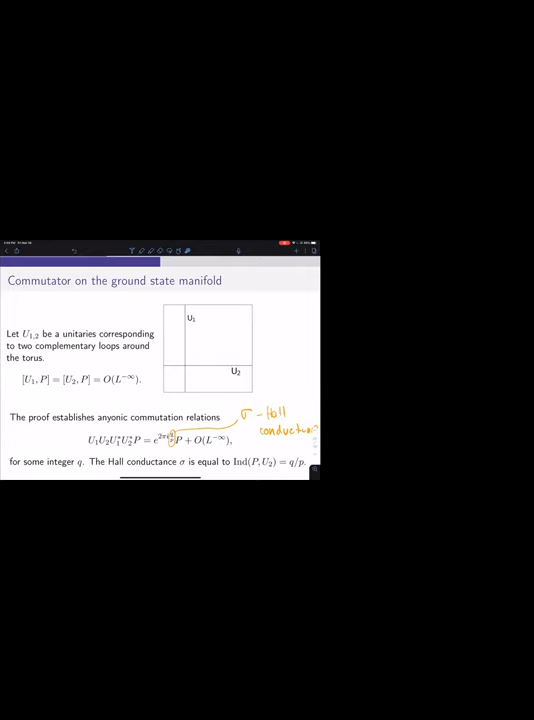 Commutator on the ground state manifold
Let U₁,₂ be a unitaries corresponding
to two complementary loops around
the torus.
[U₁, P] = [U₂, P] = O(L^{-∞}).
U₁
U₂
The proof establishes anyonic commutation relations
σ - Hall
conductance
U₁U₂U₁*U₂*P = e^{2πi q/p} P + O(L^{-∞}),
for some integer q. The Hall conductance σ is equal to Ind(P, U₂) = q/p.